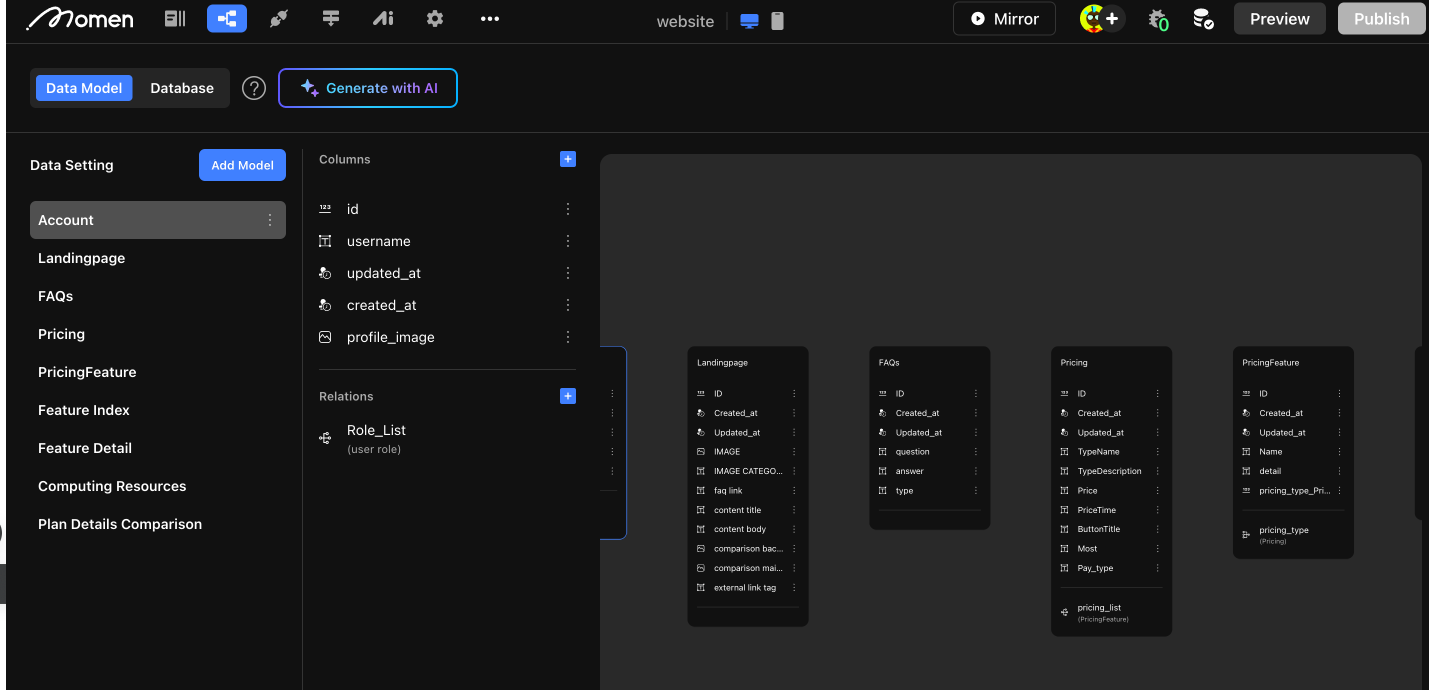 Momen
website
Mirror
0
Preview
Publish
Data Model
Database
?
Generate with AI
Data Setting
Add Model
Account
Landingpage
FAQs
Pricing
PricingFeature
Feature Index
Feature Detail
Computing Resources
Plan Details Comparison
Columns
123 id
username
updated_at
created_at
profile_image
Relations
Role_List
(user role)
Landingpage
ID
Created_at
Updated_at
IMAGE
IMAGE CATEGO...
faq link
content title
content body
comparison bac...
comparison mai...
external link tag
FAQs
ID
Created_at
Updated_at
question
answer
type
Pricing
ID
Created_at
Updated_at
TypeName
TypeDescription
Price
PriceTime
ButtonTitle
Most
Pay_type
pricing_list
(PricingFeature)
PricingFeature
ID
Created_at
Updated_at
Name
detail
pricing_type_Pri...
pricing_type
(Pricing)